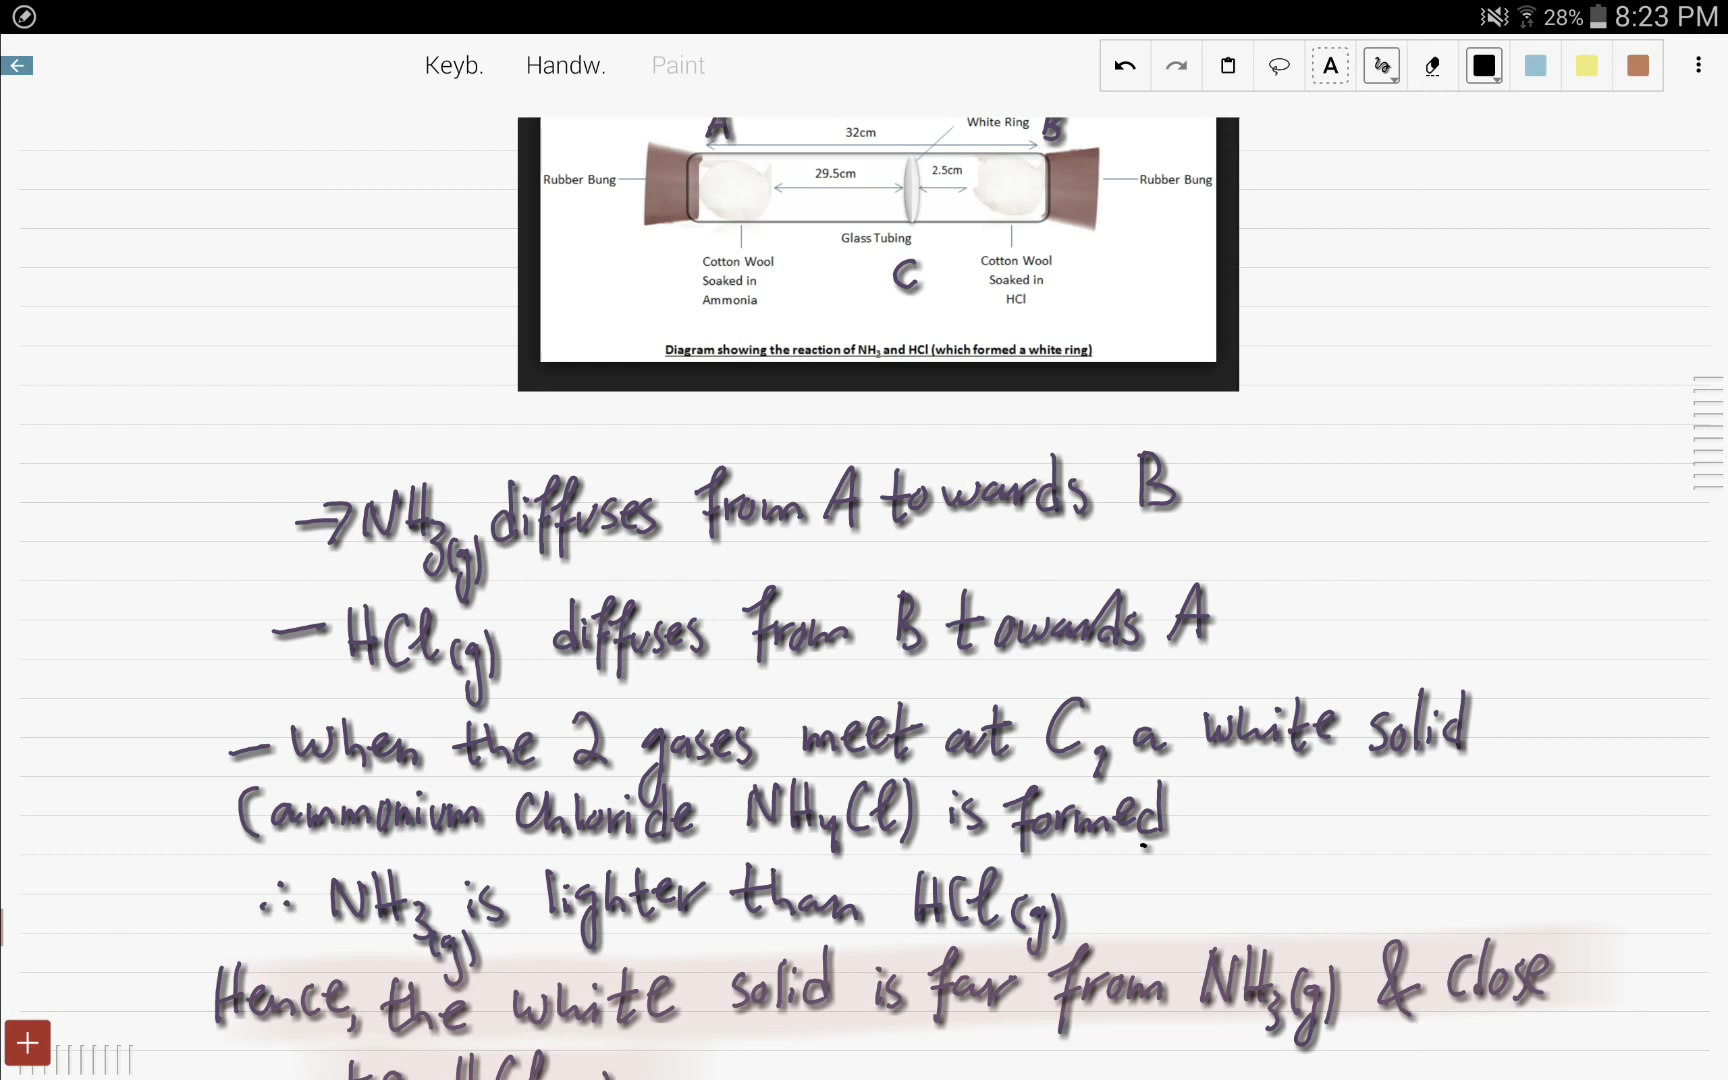 28% 8:23 PM
Keyb. Handw. Paint
A
A
32cm
White Ring
B
Rubber Bung
29.5cm
2.5cm
Rubber Bung
Glass Tubing
Cotton Wool
Soaked in
Ammonia
C
Cotton Wool
Soaked in
HCl
Diagram showing the reaction of NH₃ and HCl (which formed a white ring)
→ NH₃(g) diffuses from A towards B
– HCl(g) diffuses from B towards A
– When the 2 gases meet at C, a white solid
(ammonium chloride NH₄Cl) is formed
∴ NH₃(g) is lighter than HCl(g)
Hence, the white solid is far from NH₃(g) & close
to HCl